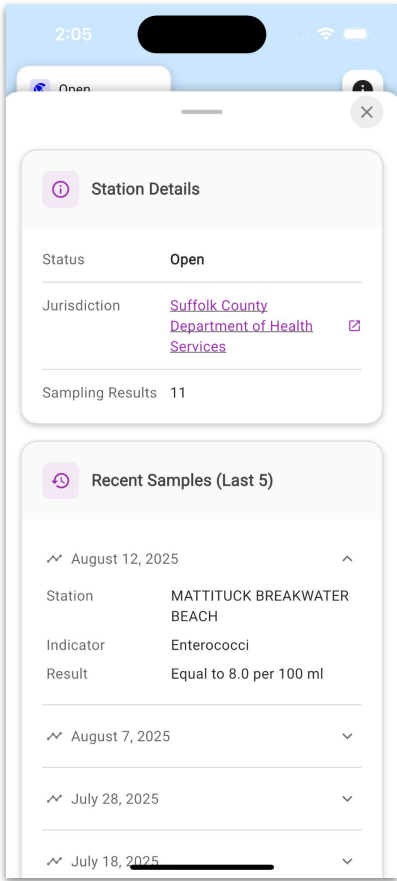 2:05
Open
Station Details
Status Open
Jurisdiction Suffolk County
Department of Health
Services
Sampling Results 11
Recent Samples (Last 5)
August 12, 2025
Station MATTITUCK BREAKWATER
BEACH
Indicator Enterococci
Result Equal to 8.0 per 100 ml
August 7, 2025
July 28, 2025
July 18, 2025